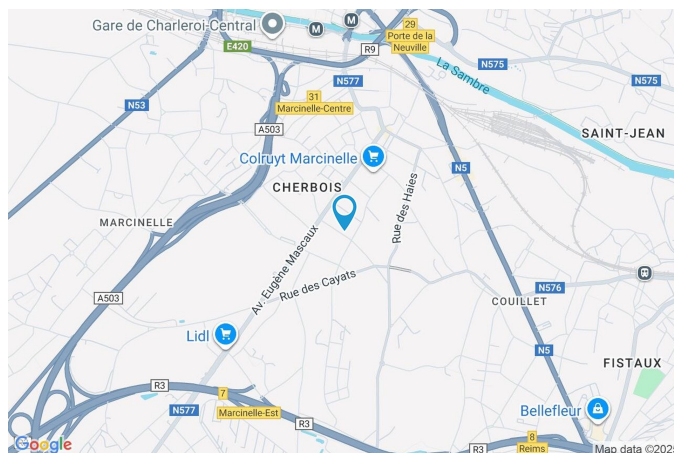 Gare de Charleroi-Central
M
M
29
Porte de la
Neuville
E420
R9
La Sambre
N575
N575
N577
N53
31
Marcinelle-Centre
A503
SAINT-JEAN
Colruyt Marcinelle
N5
CHERBOIS
Rue des Haies
MARCINELLE
Av. Eugène Mascaux
A503
Rue des Cayats
N576
COUILLET
Lidl
N5
FISTAUX
R3
7
Marcinelle-Est
R3
N577
Bellefleur
8
Reims
R3
Google
Map data ©2025